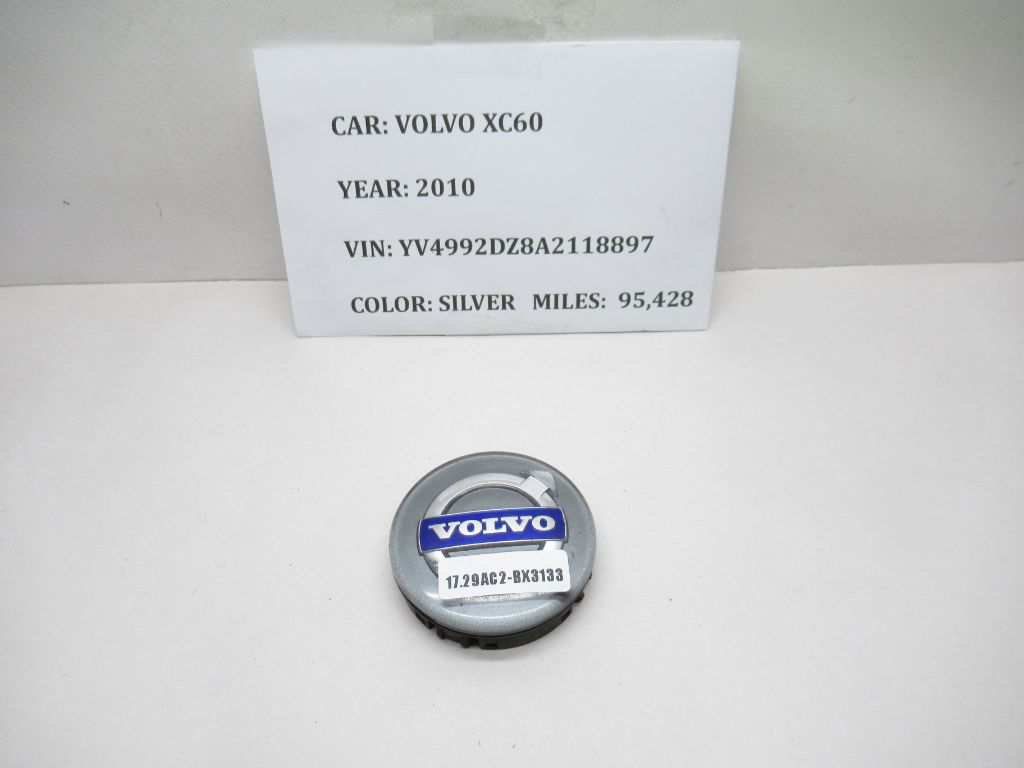 CAR: VOLVO XC60
YEAR: 2010
VIN: YV4992DZ8A2118897
COLOR: SILVER MILES: 95,428
VOLVO
17.29AC2-BX3133